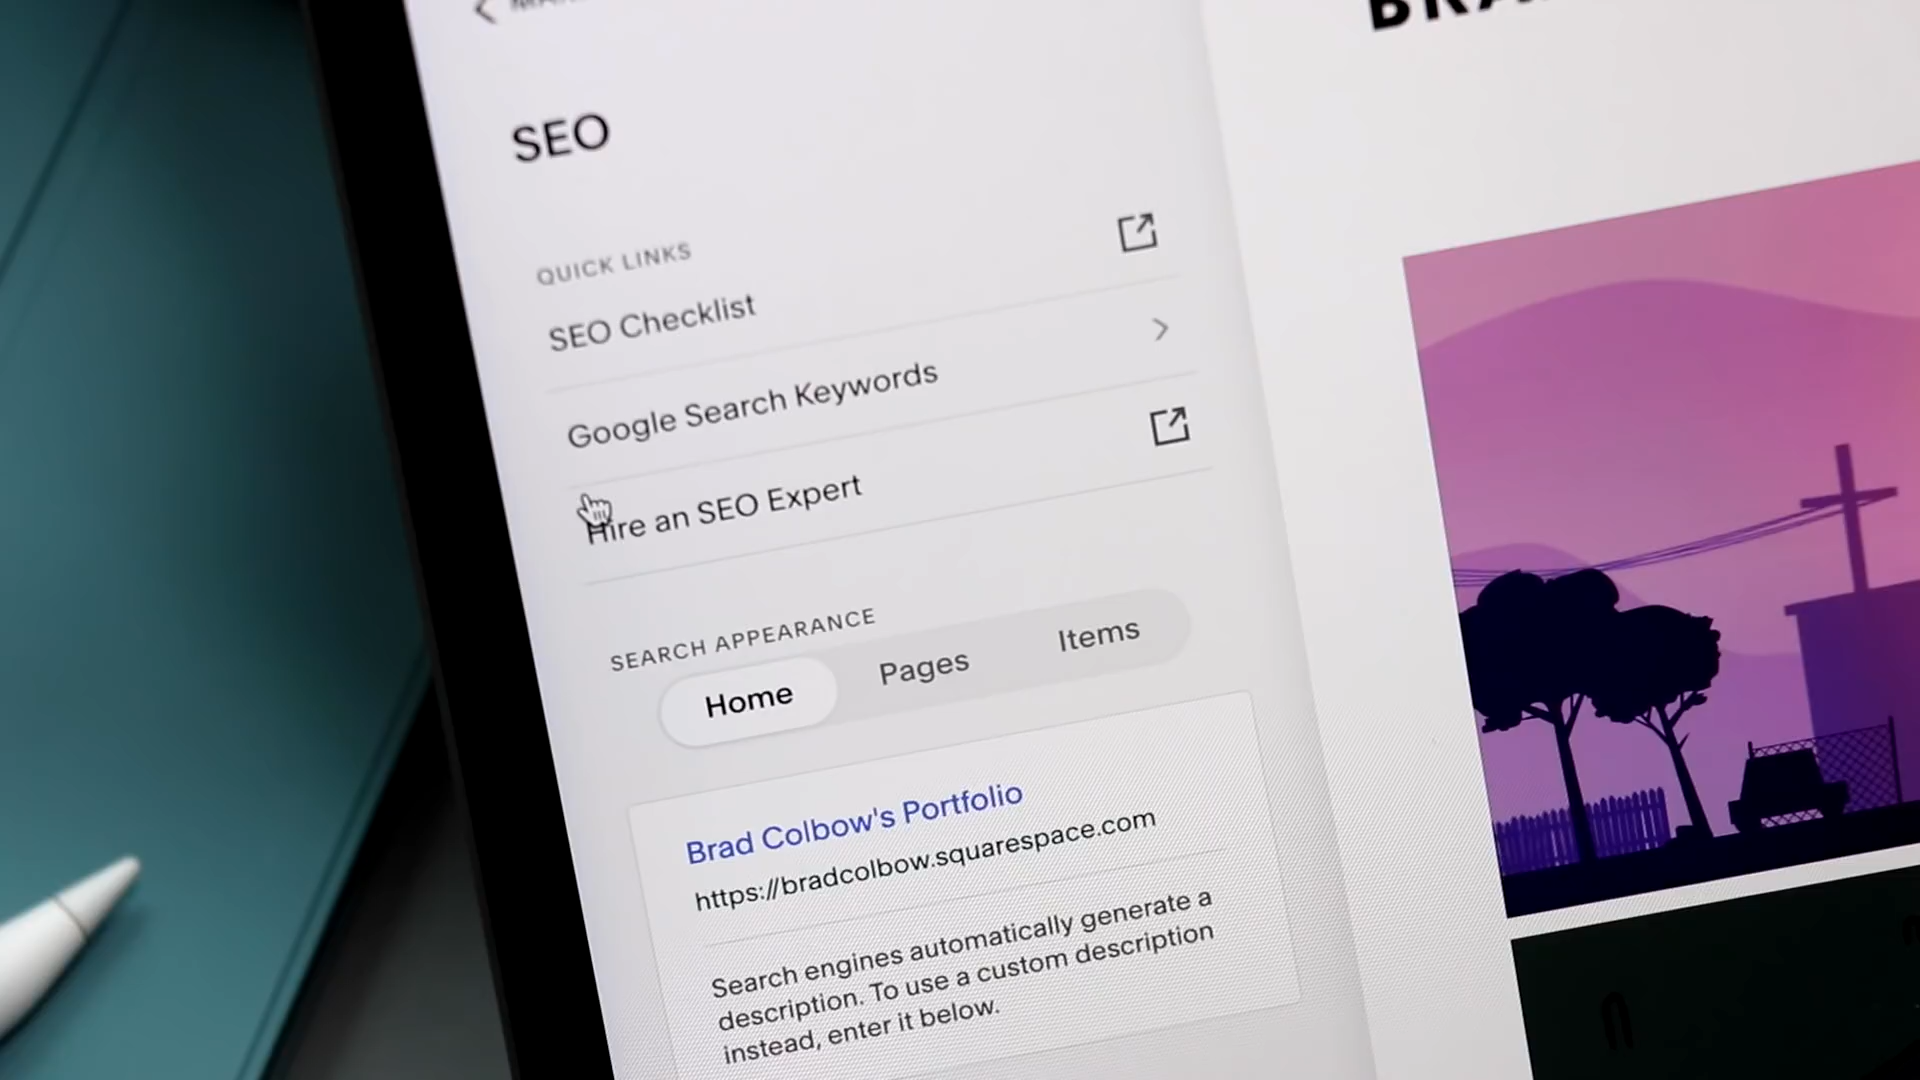 SEO
QUICK LINKS
SEO Checklist
Google Search Keywords
Hire an SEO Expert
SEARCH APPEARANCE
Home
Pages
Items
Brad Colbow's Portfolio
https://bradcolbow.squarespace.com
Search engines automatically generate a
description. To use a custom description
instead, enter it below.